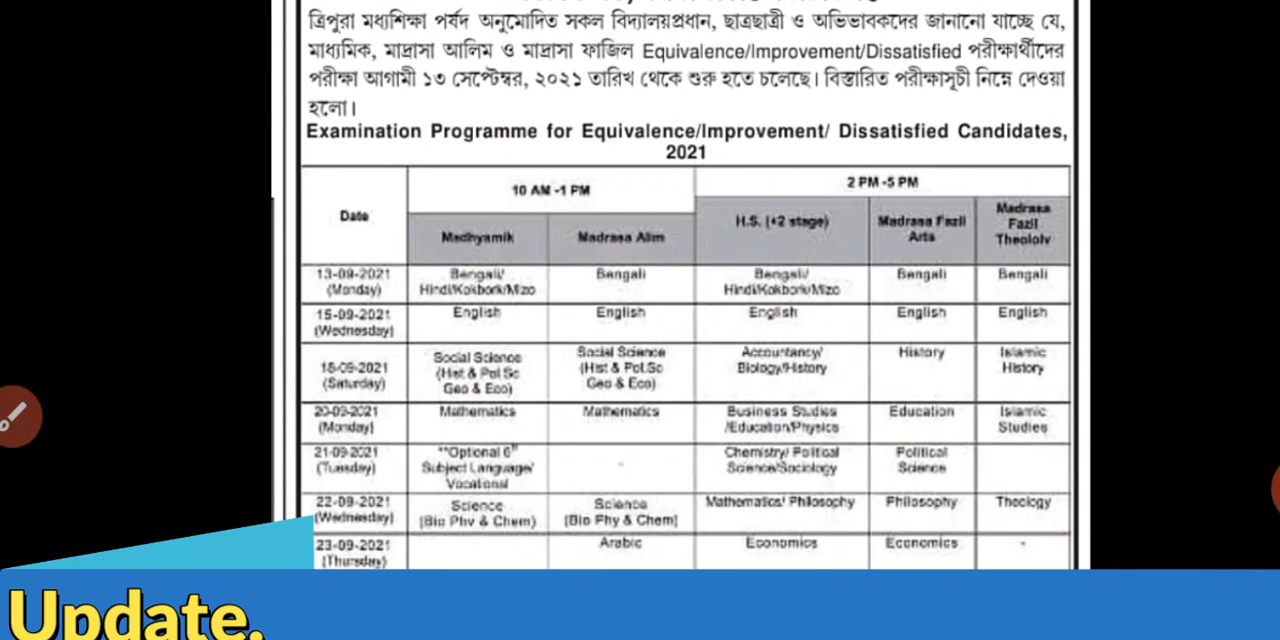 ত্রিপুরা মধ্যশিক্ষা পর্ষদ অনুমোদিত সকল বিদ্যালয়প্রধান, ছাত্রছাত্রী ও অভিভাবকদের জানানো যাচ্ছে যে,
মাধ্যমিক, মাদ্রাসা আলিম ও মাদ্রাসা ফাজিল Equivalence/Improvement/Dissatisfied পরীক্ষার্থীদের
পরীক্ষা আগামী ১৩ সেপ্টেম্বর, ২০২১ তারিখ থেকে শুরু হতে চলেছে। বিস্তারিত পরীক্ষাসূচী নিম্নে দেওয়া
হলো।
Examination Programme for Equivalence/Improvement/ Dissatisfied Candidates,
2021
Date
10 AM -1 PM
2 PM -5 PM
Madhyamik
Madrasa Alim
H.S. (+2 stage)
Madrasa Fazil
Arts
Madrasa
Fazil
Theololv
13-09-2021
(Monday)
Bengali/
Hindi/Kokbork/Mizo
Bengali
Bengali/
Hindi/Kokbork/Mizo
Bengali
Bengali
15-09-2021
(Wednesday)
English
English
English
English
English
18-09-2021
(Saturday)
Social Science
(Hist & Pol.Sc
Geo & Eco)
Social Science
(Hist & Pol.Sc
Geo & Eco)
Accountancy/
Biology/History
History
Islamic
History
20-09-2021
(Monday)
Mathematics
Mathematics
Business Studies
/Education/Physics
Education
Islamic
Studies
21-09-2021
(Tuesday)
**Optional 6th
Subject Language/
Vocational
-
Chemistry/ Political
Science/Sociology
Political
Science
22-09-2021
(Wednesday)
Science
(Bio Phy & Chem)
Science
(Bio Phy & Chem)
Mathematics/ Philosophy
Philosophy
Theology
23-09-2021
(Thursday)
Arabic
Economics
Economics
-
Update.